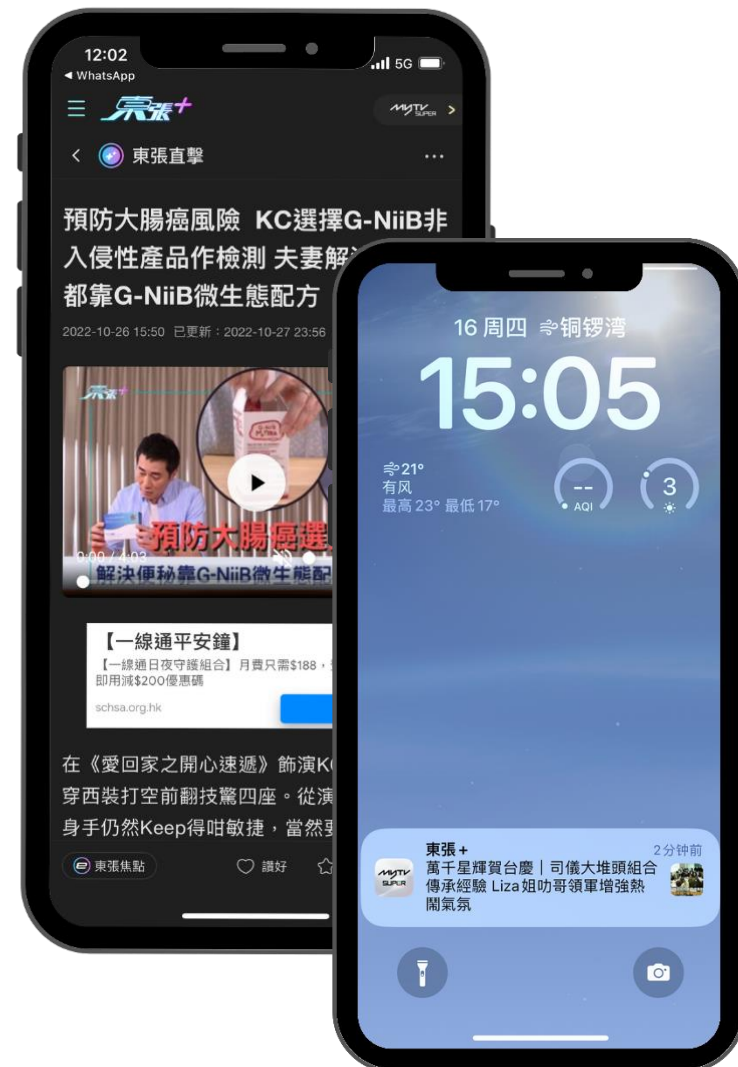 12:02
5G
◀ WhatsApp
東張+
myTV SUPER >
東張直擊
預防大腸癌風險 KC選擇G-NiiB非
入侵性產品作檢測 夫妻解
都靠G-NiiB微生態配方
2022-10-26 15:50 已更新：2022-10-27 23:56
東張+
G-NiiB
預防大腸癌選
0:00 / 4:03
解決便秘靠G-NiiB微生態配
【一線通平安鐘】
【一線通日夜守護組合】月費只需$188，
即用減$200優惠碼
schsa.org.hk
在《愛回家之開心速遞》飾演K
穿西裝打空前翻技驚四座。從演
身手仍然Keep得咁敏捷，當然
東張焦點
讚好
16 周四 铜锣湾
15:05
21°
有风
最高 23° 最低 17°
--
AQI
3
myTV SUPER
東張+
2分钟前
萬千星輝賀台慶｜司儀大堆頭組合
傳承經驗 Liza姐叻哥領軍增強熱
鬧氣氛